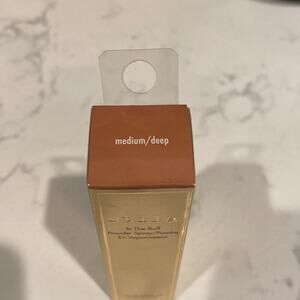 medium/deep
In The Buff
Powder Spray/Poudre
En Vaporisateur